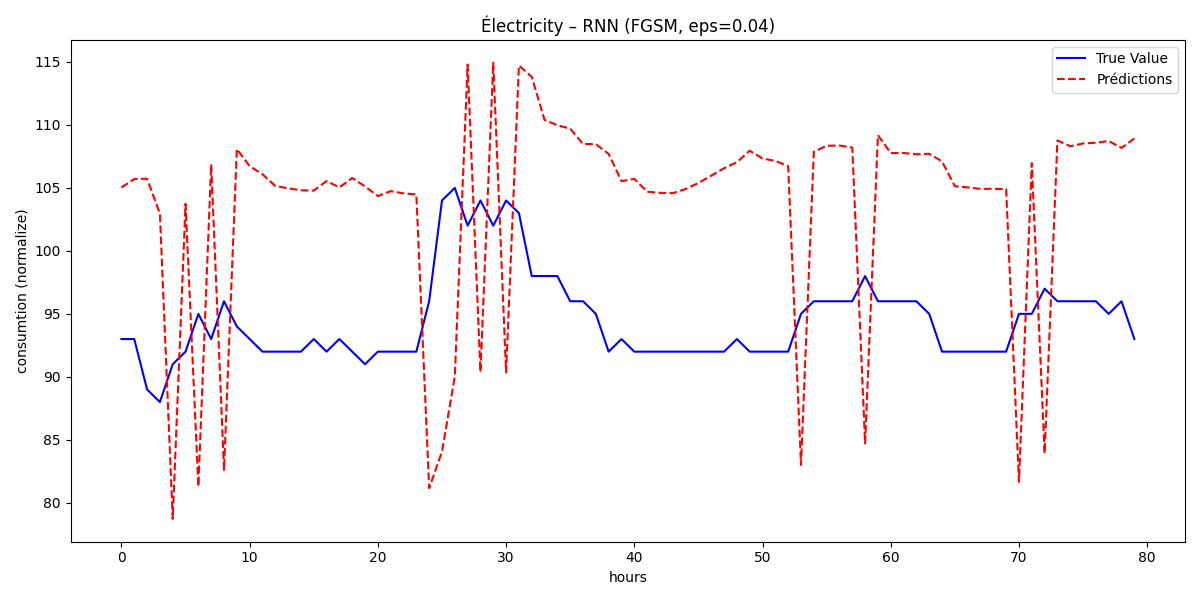 Électricity – RNN (FGSM, eps=0.04)
True Value
Prédictions
consumtion (normalize)
115
110
105
100
95
90
85
80
0 10 20 30 40 50 60 70 80
hours